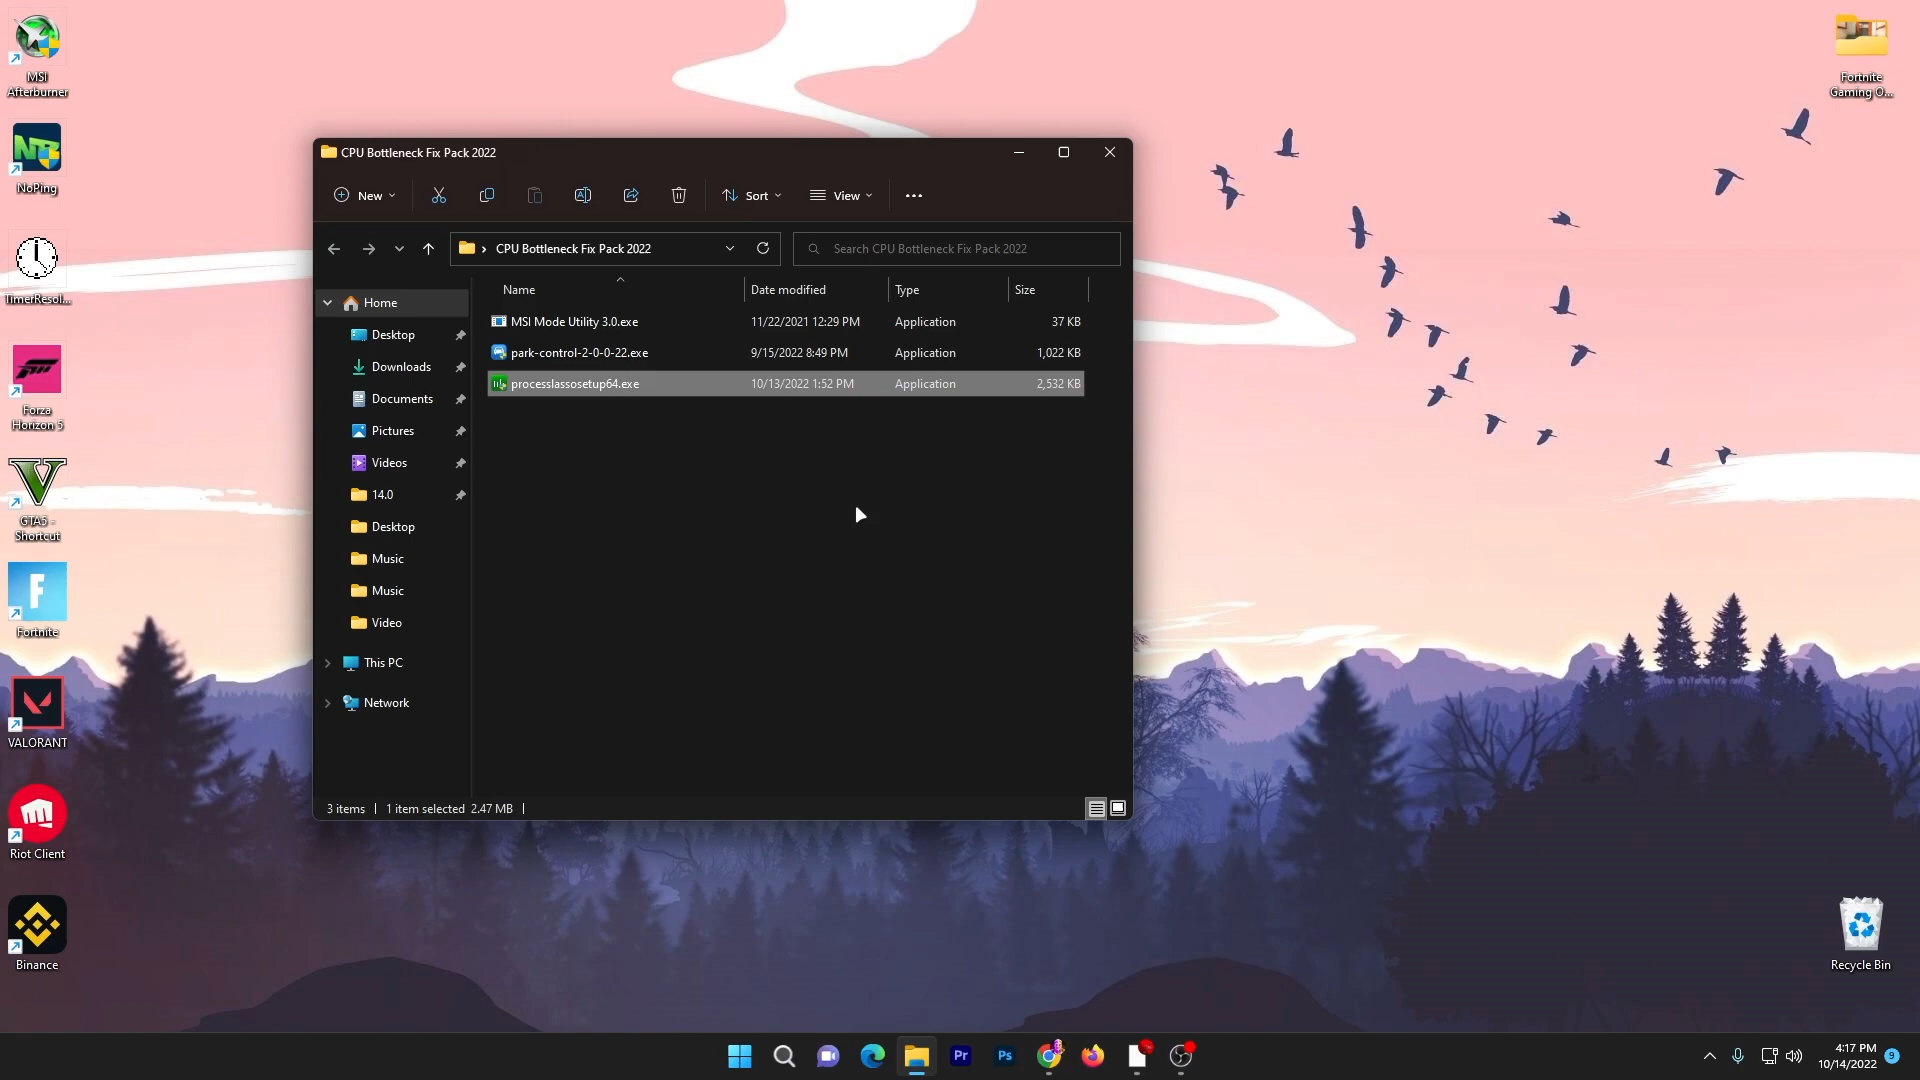 MSI
Afterburner
NoPing
TimerResol...
Forza
Horizon 5
GTA5 -
Shortcut
Fortnite
VALORANT
Riot Client
Binance
Fortnite
Gaming O...
Recycle Bin
CPU Bottleneck Fix Pack 2022
New
Sort
View
CPU Bottleneck Fix Pack 2022
Search CPU Bottleneck Fix Pack 2022
Name Date modified Type Size
MSI Mode Utility 3.0.exe 11/22/2021 12:29 PM Application 37 KB
park-control-2-0-0-22.exe 9/15/2022 8:49 PM Application 1,022 KB
processlassosetup64.exe 10/13/2022 1:52 PM Application 2,532 KB
Home
Desktop
Downloads
Documents
Pictures
Videos
14.0
Desktop
Music
Music
Video
This PC
Network
3 items 1 item selected 2.47 MB
Pr
Ps
4:17 PM
10/14/2022
9